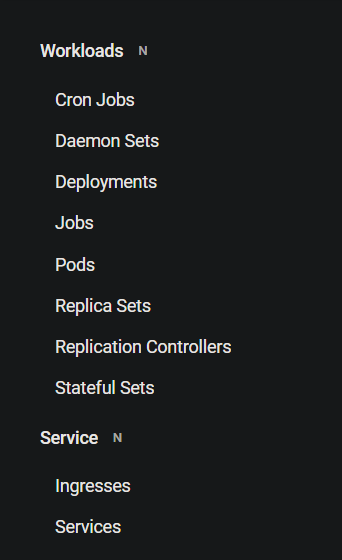 Workloads N
Cron Jobs
Daemon Sets
Deployments
Jobs
Pods
Replica Sets
Replication Controllers
Stateful Sets
Service N
Ingresses
Services